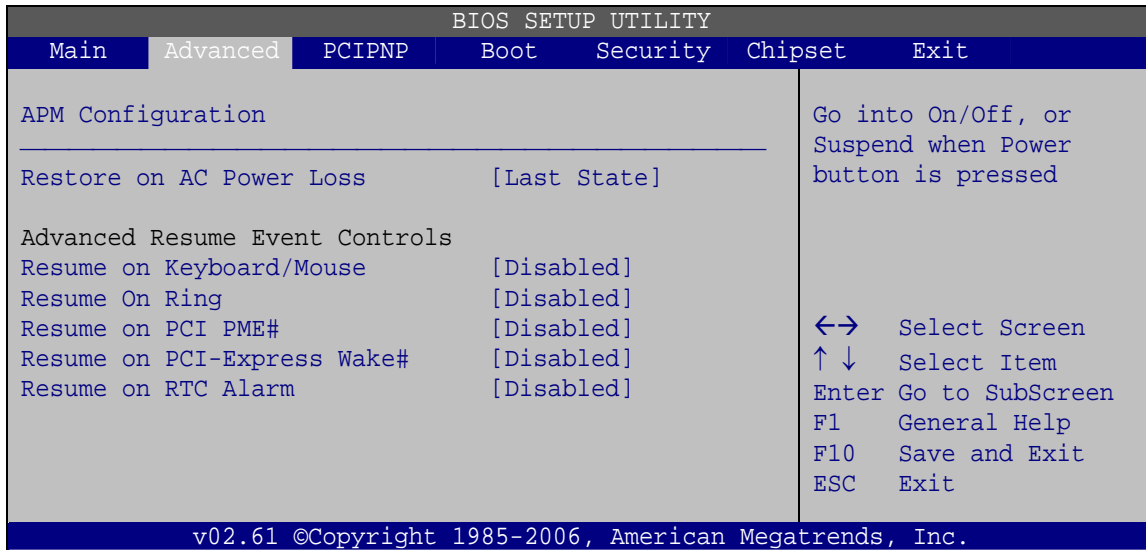 BIOS SETUP UTILITY
Main Advanced PCIPNP Boot Security Chipset Exit
APM Configuration
Restore on AC Power Loss [Last State]
Advanced Resume Event Controls
Resume on Keyboard/Mouse [Disabled]
Resume On Ring [Disabled]
Resume on PCI PME# [Disabled]
Resume on PCI-Express Wake# [Disabled]
Resume on RTC Alarm [Disabled]
Go into On/Off, or
Suspend when Power
button is pressed
←→ Select Screen
↑ ↓ Select Item
Enter Go to SubScreen
F1 General Help
F10 Save and Exit
ESC Exit
v02.61 ©Copyright 1985-2006, American Megatrends, Inc.